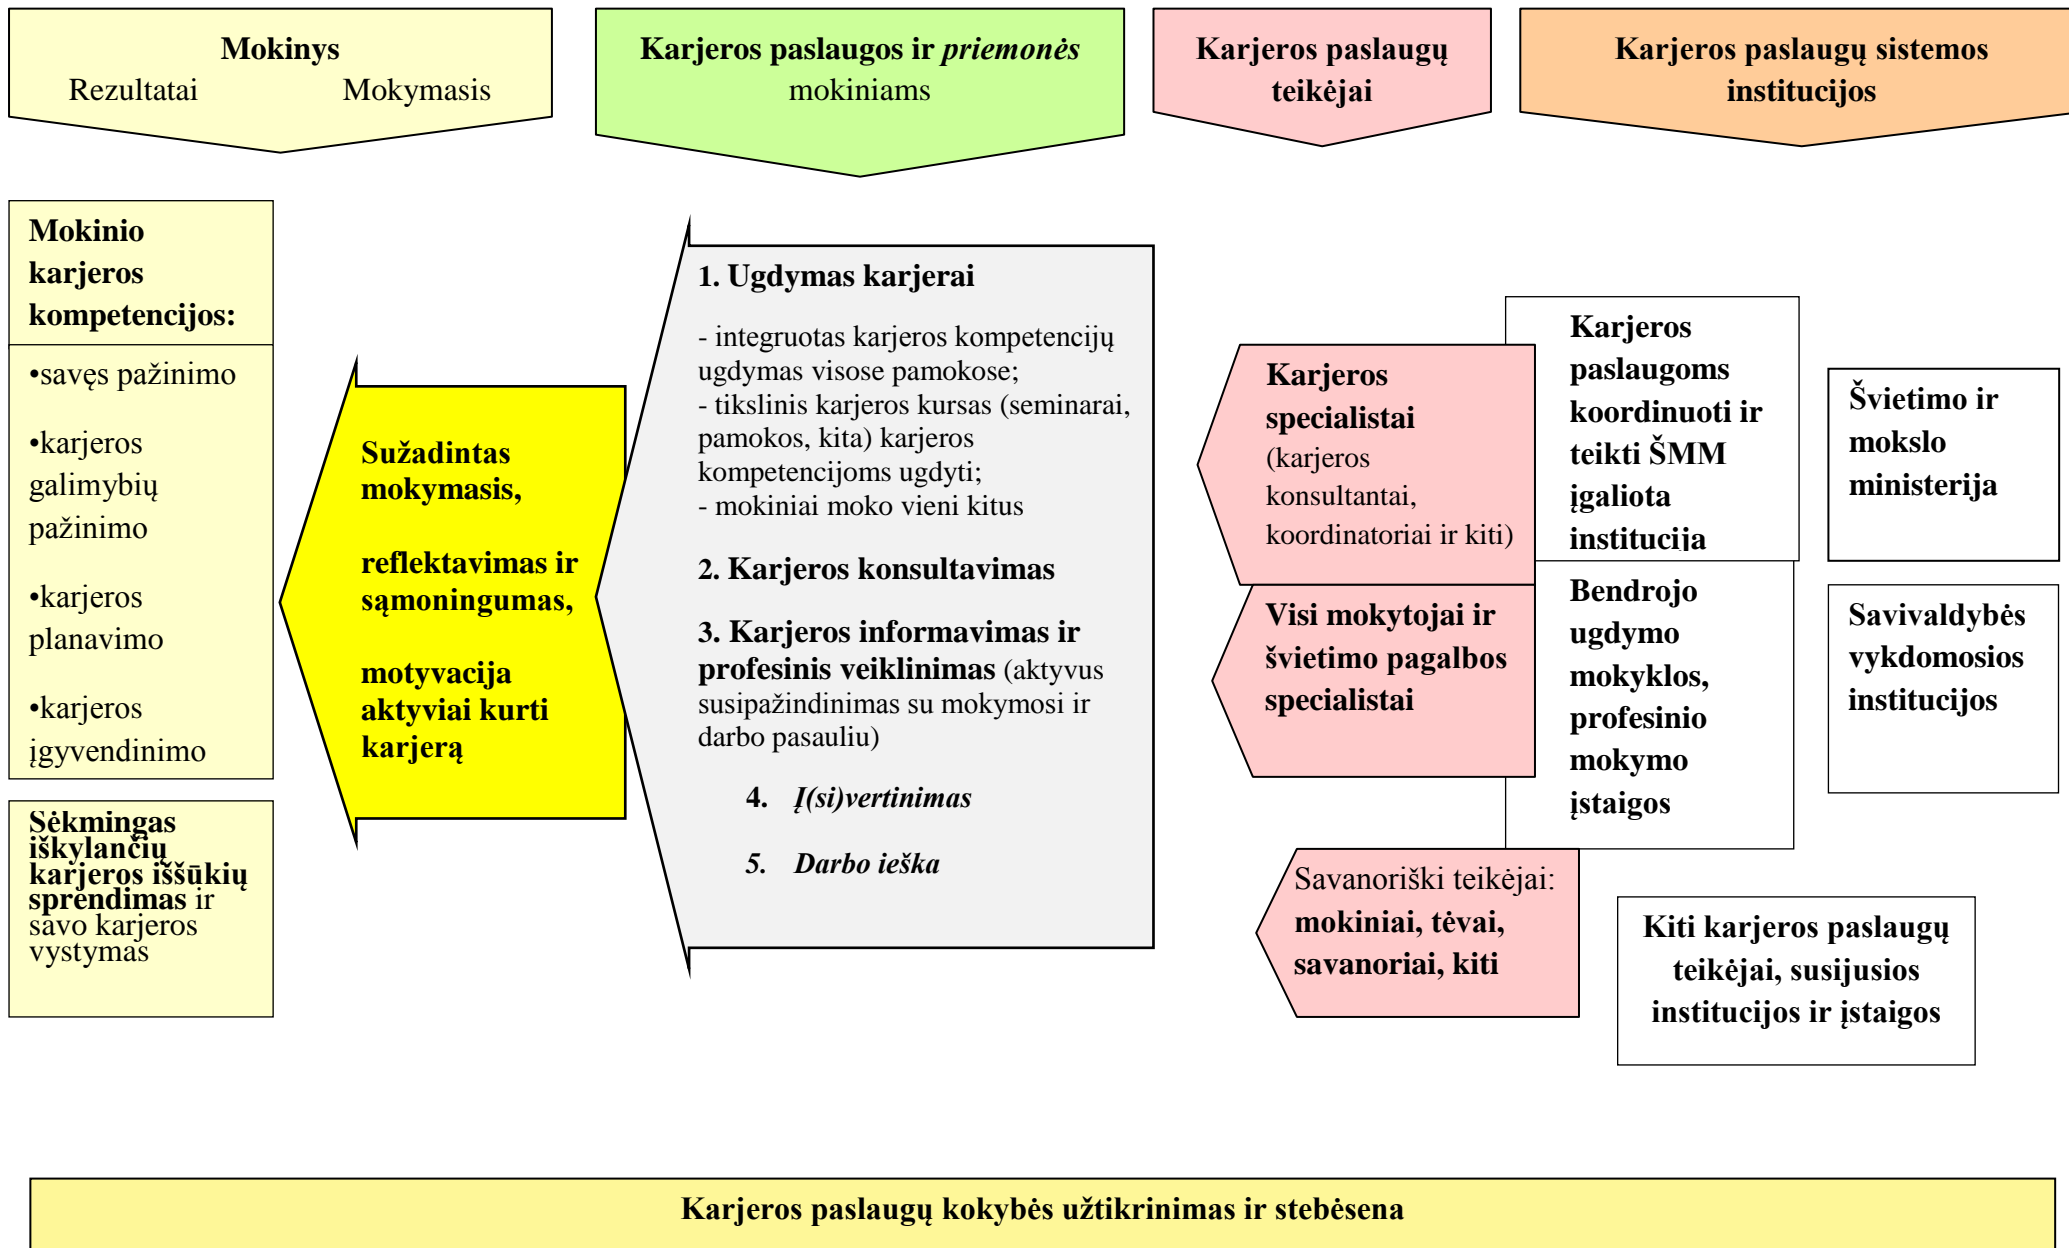 Mokinys
Rezultatai Mokymasis
Karjeros paslaugos ir priemonės
mokiniams
Karjeros paslaugų
teikėjai
Karjeros paslaugų sistemos
institucijos
Mokinio
karjeros
kompetencijos:
•savęs pažinimo
•karjeros
galimybių
pažinimo
•karjeros
planavimo
•karjeros
įgyvendinimo
Sėkmingas
iškylančių
karjeros iššūkių
sprendimas ir
savo karjeros
vystymas
Sužadintas
mokymasis,
reflektavimas ir
sąmoningumas,
motyvacija
aktyviai kurti
karjerą
1. Ugdymas karjerai
- integruotas karjeros kompetencijų
ugdymas visose pamokose;
- tikslinis karjeros kursas (seminarai,
pamokos, kita) karjeros
kompetencijoms ugdyti;
- mokiniai moko vieni kitus
2. Karjeros konsultavimas
3. Karjeros informavimas ir
profesinis veiklinimas (aktyvus
susipažindinimas su mokymosi ir
darbo pasauliu)
4. Į(si)vertinimas
5. Darbo ieška
Karjeros
specialistai
(karjeros
konsultantai,
koordinatoriai ir kiti)
Visi mokytojai ir
švietimo pagalbos
specialistai
Savanoriški teikėjai:
mokiniai, tėvai,
savanoriai, kiti
Karjeros
paslaugoms
koordinuoti ir
teikti ŠMM
įgaliota
institucija
Bendrojo
ugdymo
mokyklos,
profesinio
mokymo
įstaigos
Švietimo ir
mokslo
ministerija
Savivaldybės
vykdomosios
institucijos
Kiti karjeros paslaugų
teikėjai, susijusios
institucijos ir įstaigos
Karjeros paslaugų kokybės užtikrinimas ir stebėsena